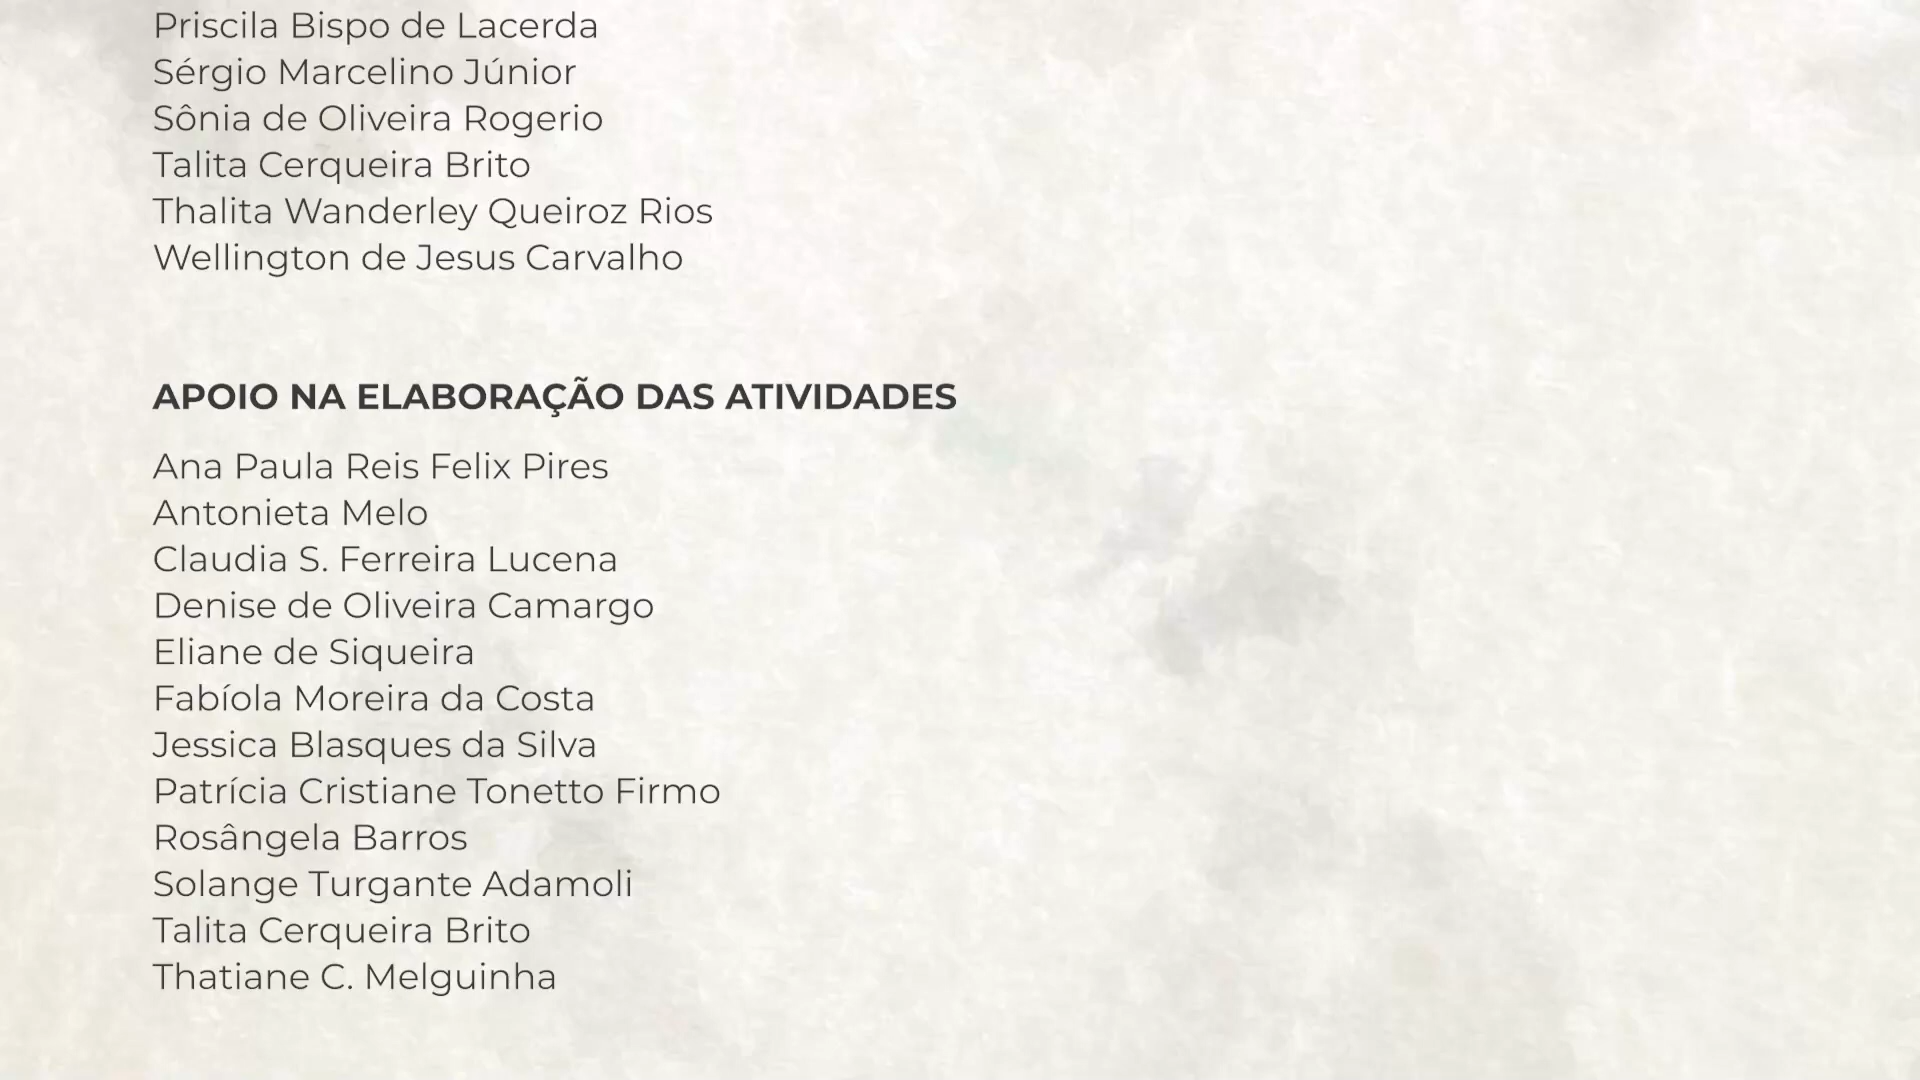 Priscila Bispo de Lacerda
Sérgio Marcelino Júnior
Sônia de Oliveira Rogerio
Talita Cerqueira Brito
Thalita Wanderley Queiroz Rios
Wellington de Jesus Carvalho
APOIO NA ELABORAÇÃO DAS ATIVIDADES
Ana Paula Reis Felix Pires
Antonieta Melo
Claudia S. Ferreira Lucena
Denise de Oliveira Camargo
Eliane de Siqueira
Fabíola Moreira da Costa
Jessica Blasques da Silva
Patrícia Cristiane Tonetto Firmo
Rosângela Barros
Solange Turgante Adamoli
Talita Cerqueira Brito
Thatiane C. Melguinha